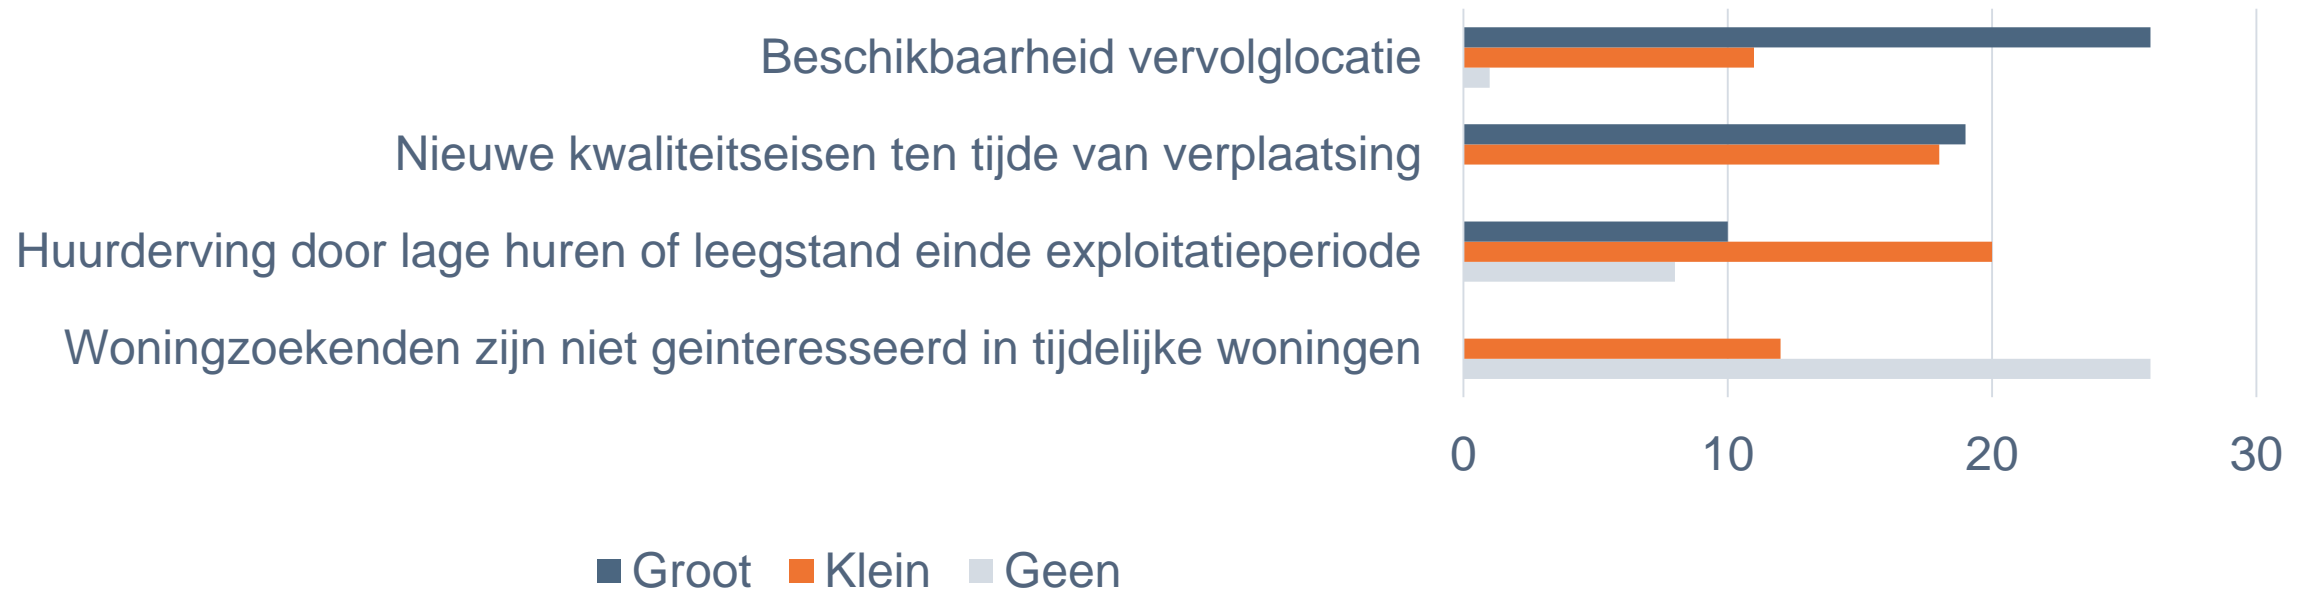 Beschikbaarheid vervolglocatie
Nieuwe kwaliteitseisen ten tijde van verplaatsing
Huurderving door lage huren of leegstand einde exploitatieperiode
Woningzoekenden zijn niet geinteresseerd in tijdelijke woningen
0 10 20 30
Groot Klein Geen